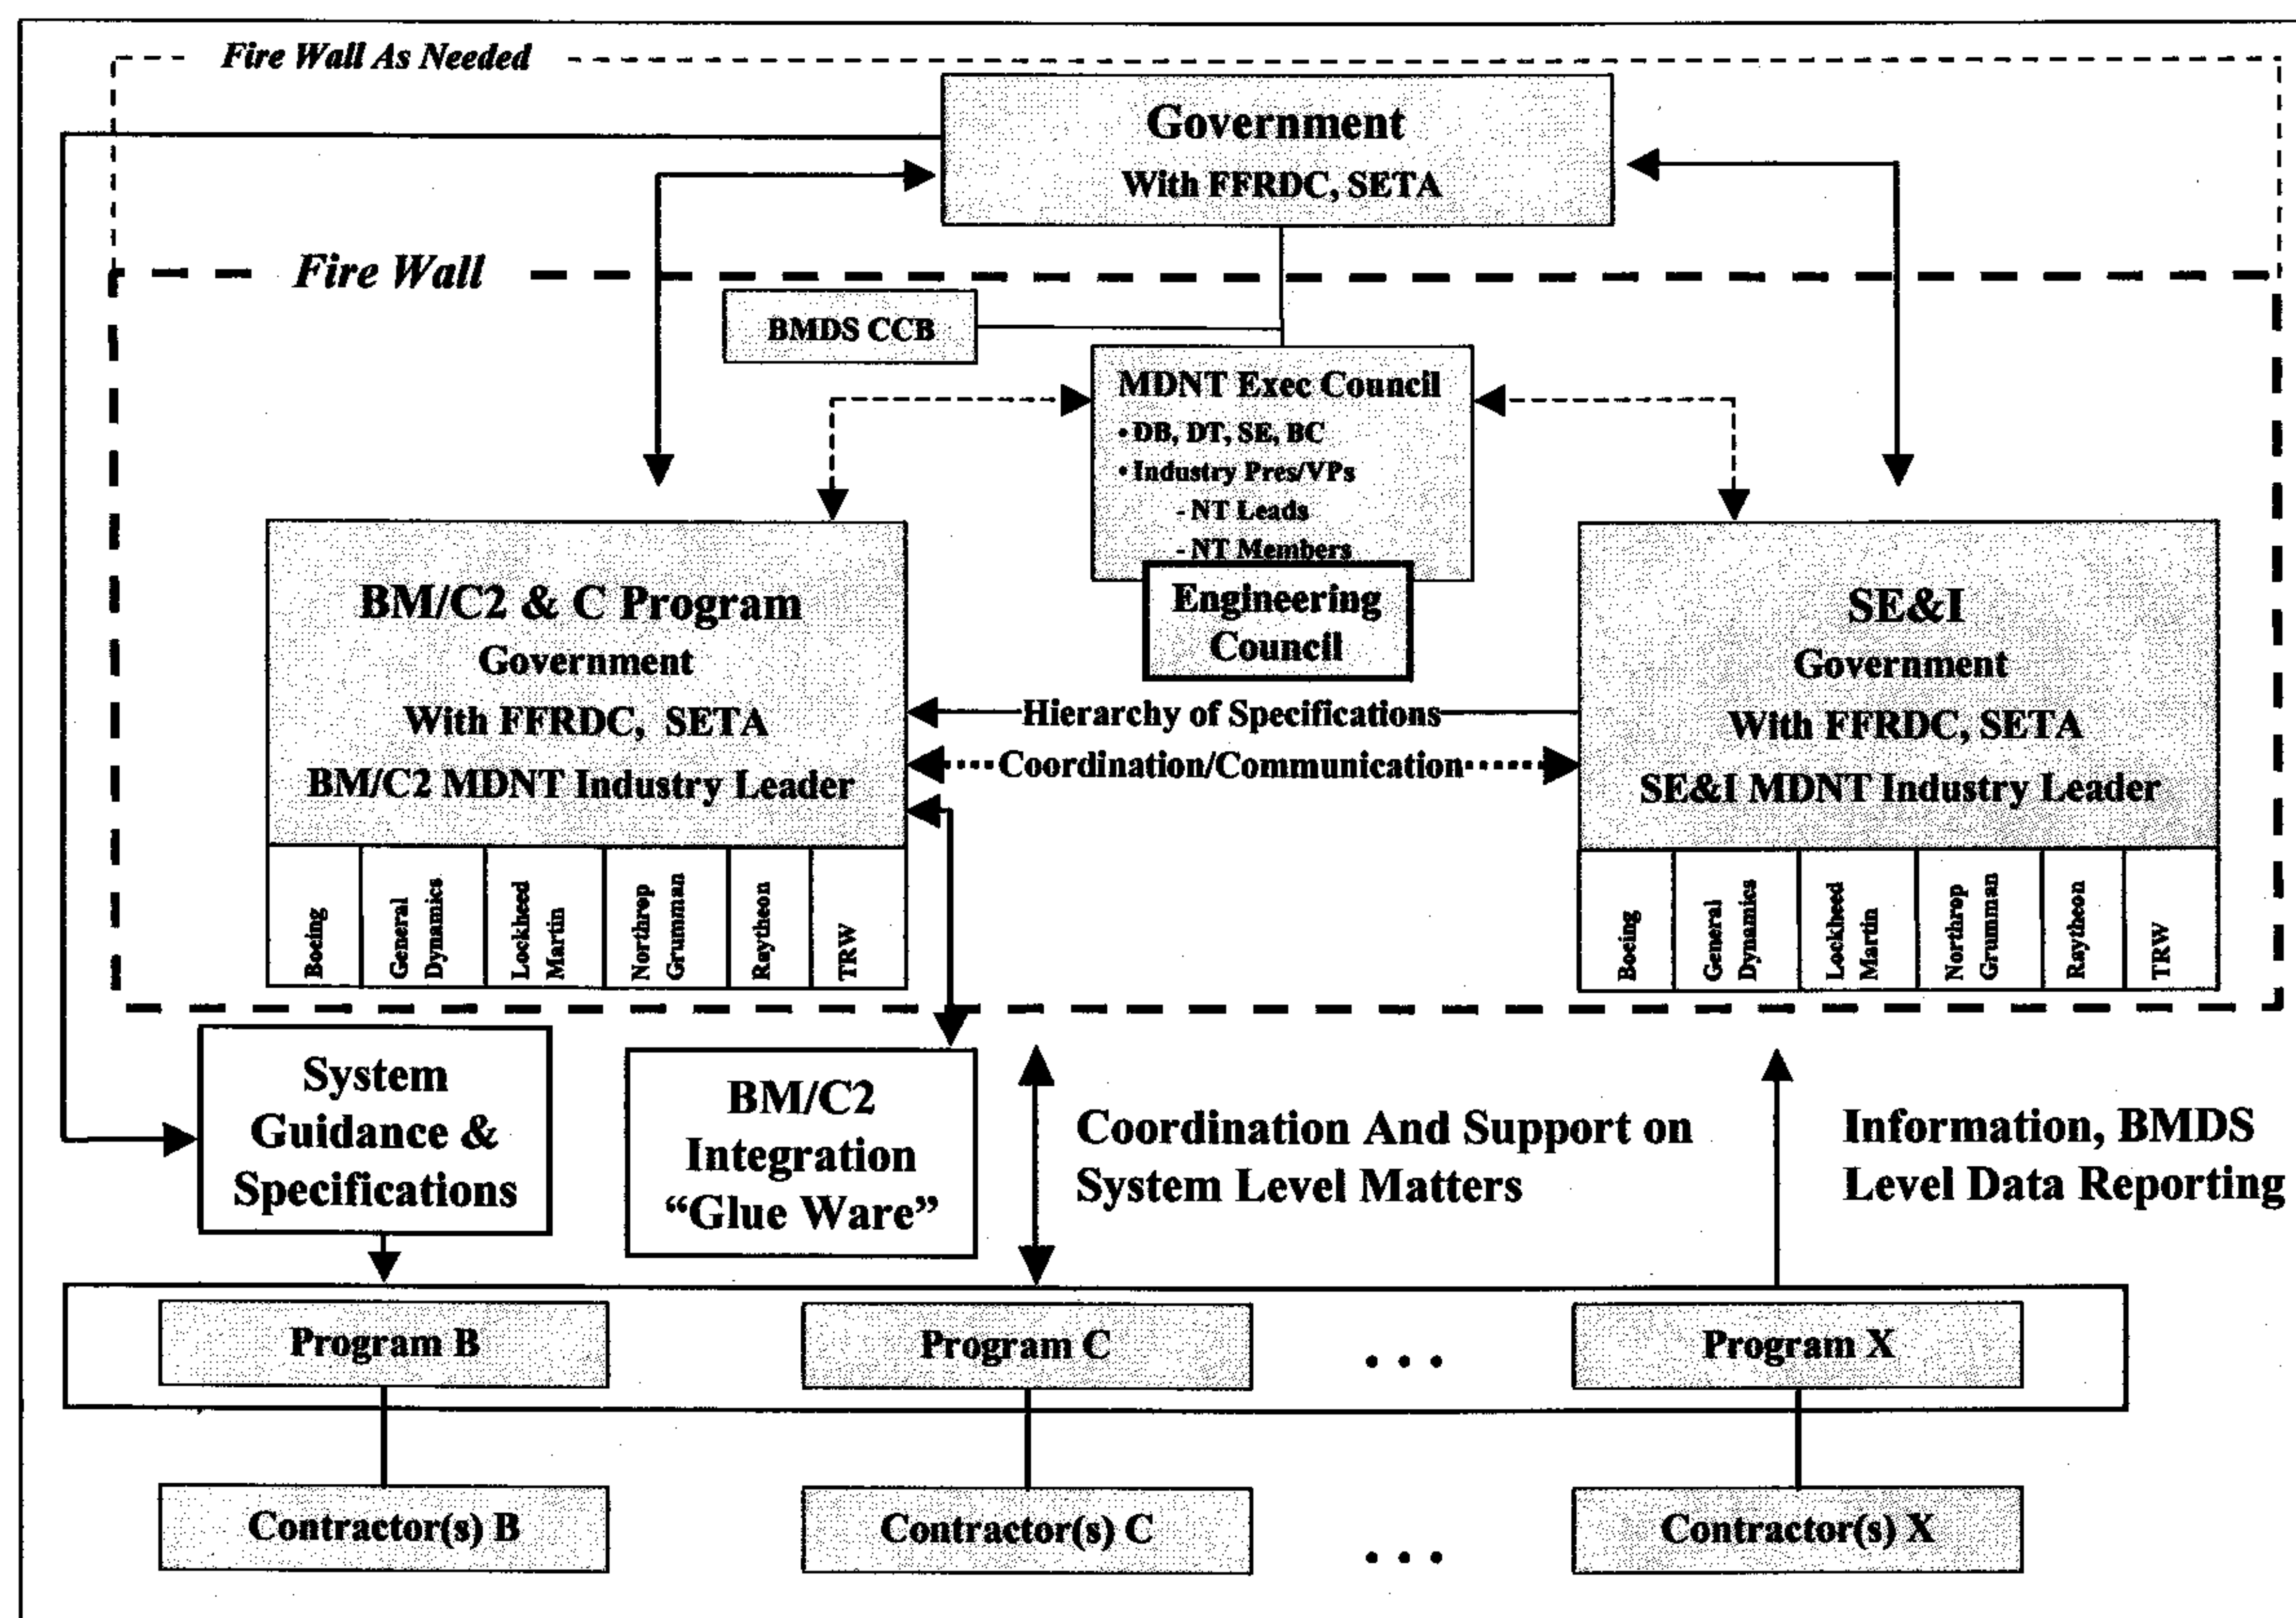 Fire Wall As Needed
Government
With FFRDC, SETA
Fire Wall
BMDS CCB
MDNT Exec Council
• DB, DT, SE, BC
• Industry Pres/VPs
- NT Leads
- NT Members
Engineering
Council
BM/C2 & C Program
Government
With FFRDC, SETA
BM/C2 MDNT Industry Leader
Boeing
General
Dynamics
Lockheed
Martin
Northrop
Grumman
Raytheon
TRW
Hierarchy of Specifications
Coordination/Communication
SE&I
Government
With FFRDC, SETA
SE&I MDNT Industry Leader
Boeing
General
Dynamics
Lockheed
Martin
Northrop
Grumman
Raytheon
TRW
System
Guidance &
Specifications
BM/C2
Integration
“Glue Ware”
Coordination And Support on
System Level Matters
Information, BMDS
Level Data Reporting
Program B
Program C
• • •
Program X
Contractor(s) B
Contractor(s) C
• • •
Contractor(s) X